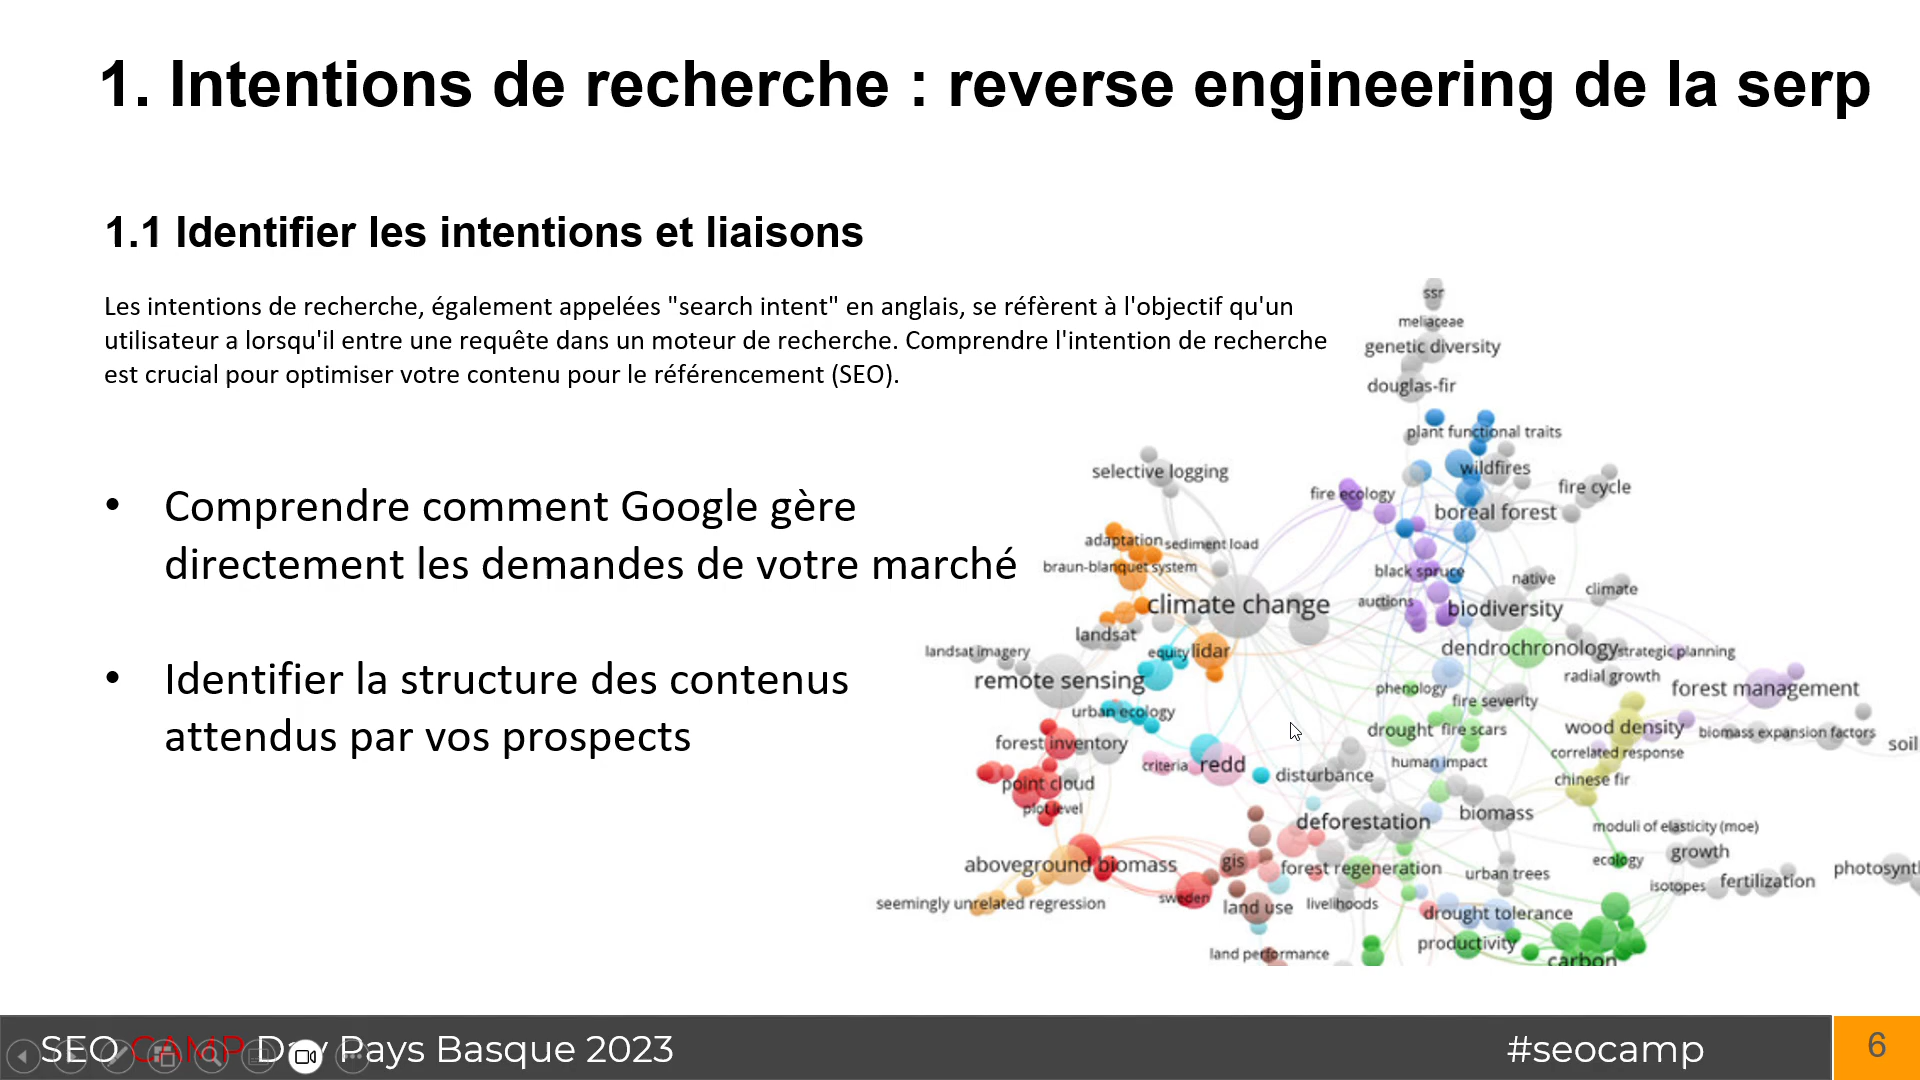 1. Intentions de recherche : reverse engineering de la serp
1.1 Identifier les intentions et liaisons
Les intentions de recherche, également appelées "search intent" en anglais, se réfèrent à l'objectif qu'un
utilisateur a lorsqu'il entre une requête dans un moteur de recherche. Comprendre l'intention de recherche
est crucial pour optimiser votre contenu pour le référencement (SEO).
• Comprendre comment Google gère
directement les demandes de votre marché
• Identifier la structure des contenus
attendus par vos prospects
ssr
meliaceae
genetic diversity
douglas-fir
plant functional traits
selective logging
wildfires
fire ecology
fire cycle
boreal forest
adaptation
sediment load
braun-blanquet system
black spruce
native
climate
climate change
auctions
biodiversity
landsat
landsat imagery
equity
lidar
dendrochronology
strategic planning
remote sensing
phenology
radial growth
forest management
fire severity
urban ecology
drought
fire scars
wood density
biomass expansion factors
soil
forest inventory
correlated response
criteria
redd
disturbance
human impact
chinese fir
point cloud
plot level
deforestation
biomass
moduli of elasticity (moe)
aboveground biomass
gis
forest regeneration
urban trees
ecology
growth
isotopes
fertilization
photosynt
seemingly unrelated regression
sweden
land use
livelihoods
drought tolerance
productivity
land performance
carbon
SEO CAMP Day Pays Basque 2023
#seocamp
6